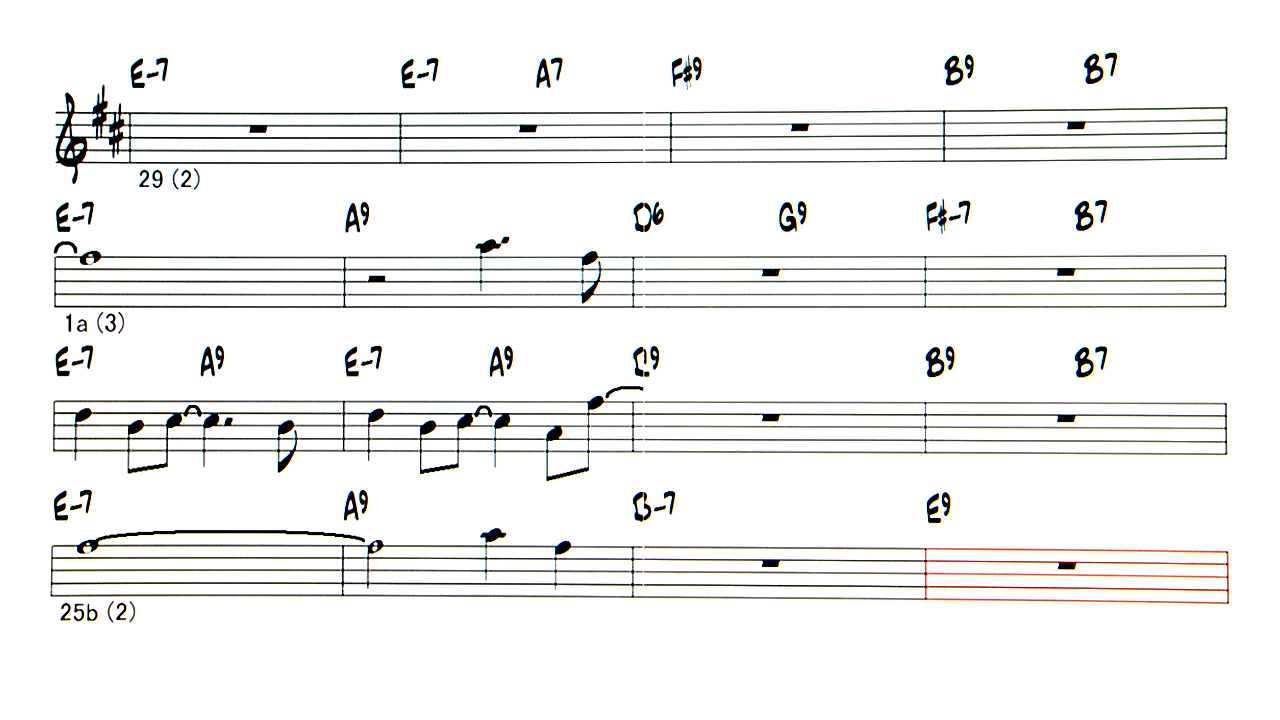 E-7 E-7 A7 F#9 B9 B7
29 (2)
E-7 A9 D6 G9 F#-7 B7
1a (3)
E-7 A9 E-7 A9 B9 B7
E-7 A9 B-7 E9
25b (2)